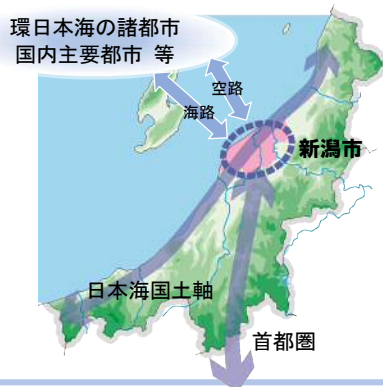 環日本海の諸都市
国内主要都市 等
空路
海路
新潟市
日本海国土軸
首都圏